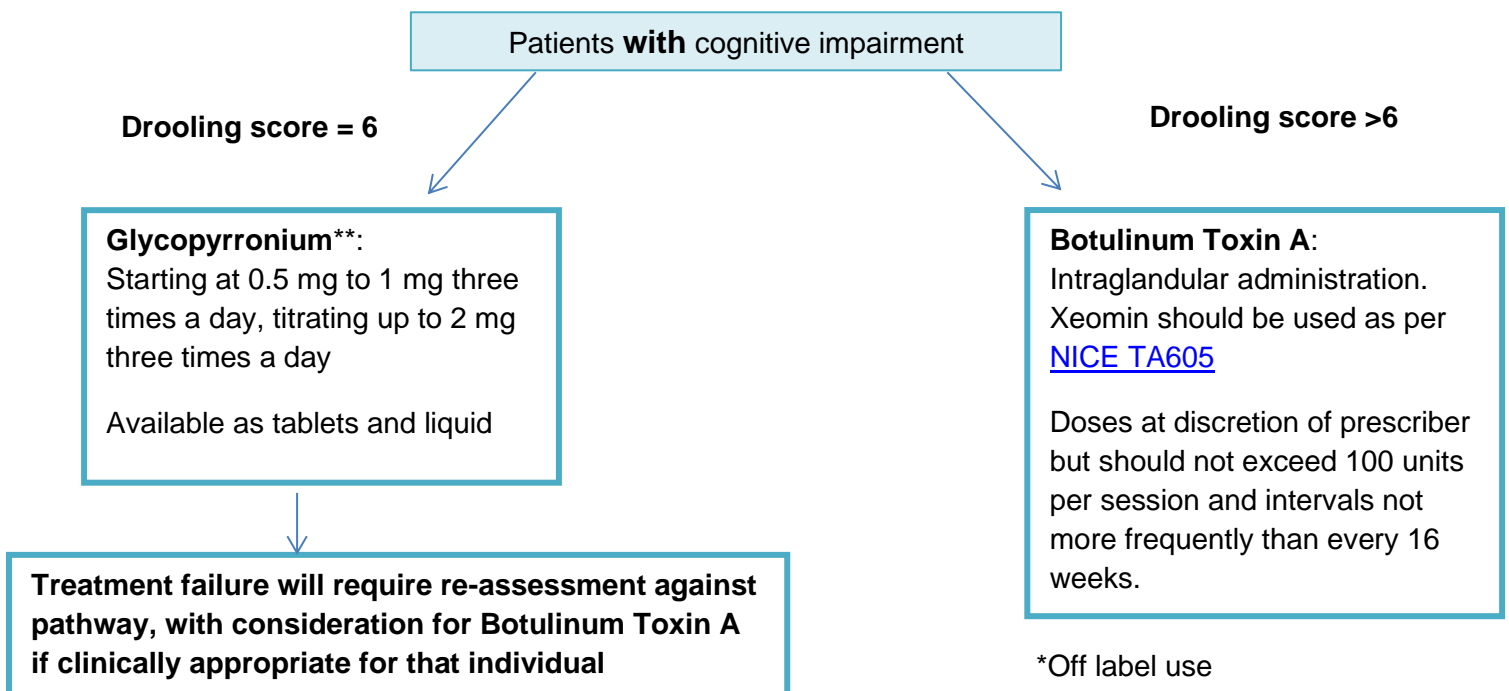 Patients with cognitive impairment
Drooling score = 6
Drooling score >6
Glycopyrronium**:
Starting at 0.5 mg to 1 mg three
times a day, titrating up to 2 mg
three times a day
Available as tablets and liquid
Treatment failure will require re-assessment against
pathway, with consideration for Botulinum Toxin A
if clinically appropriate for that individual
Botulinum Toxin A:
Intraglandular administration.
Xeomin should be used as per
NICE TA605
Doses at discretion of prescriber
but should not exceed 100 units
per session and intervals not
more frequently than every 16
weeks.
*Off label use